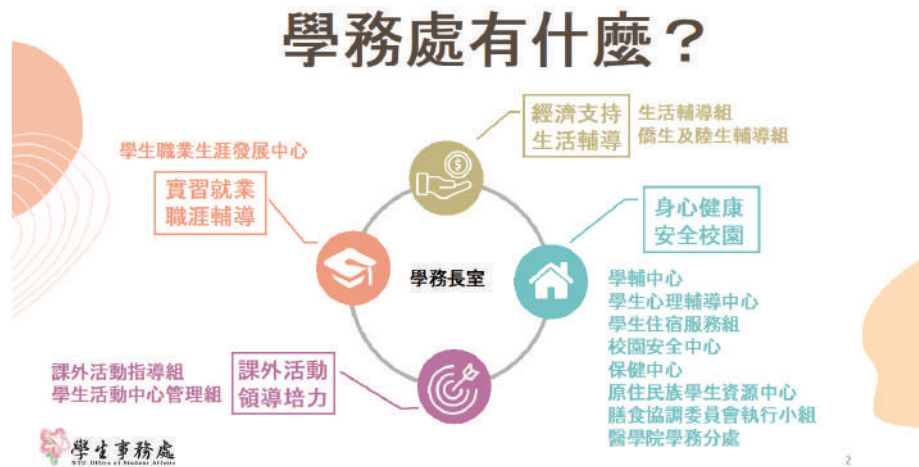 學務處有什麼？
經濟支持
生活輔導
生活輔導組
僑生及陸生輔導組
學生職業生涯發展中心
實習就業
職涯輔導
身心健康
安全校園
學務長室
學輔中心
學生心理輔導中心
學生住宿服務組
校園安全中心
保健中心
原住民族學生資源中心
膳食協調委員會執行小組
醫學院學務分處
課外活動指導組
學生活動中心管理組
課外活動
領導培力
學生事務處
NTU Office of Student Affairs
2